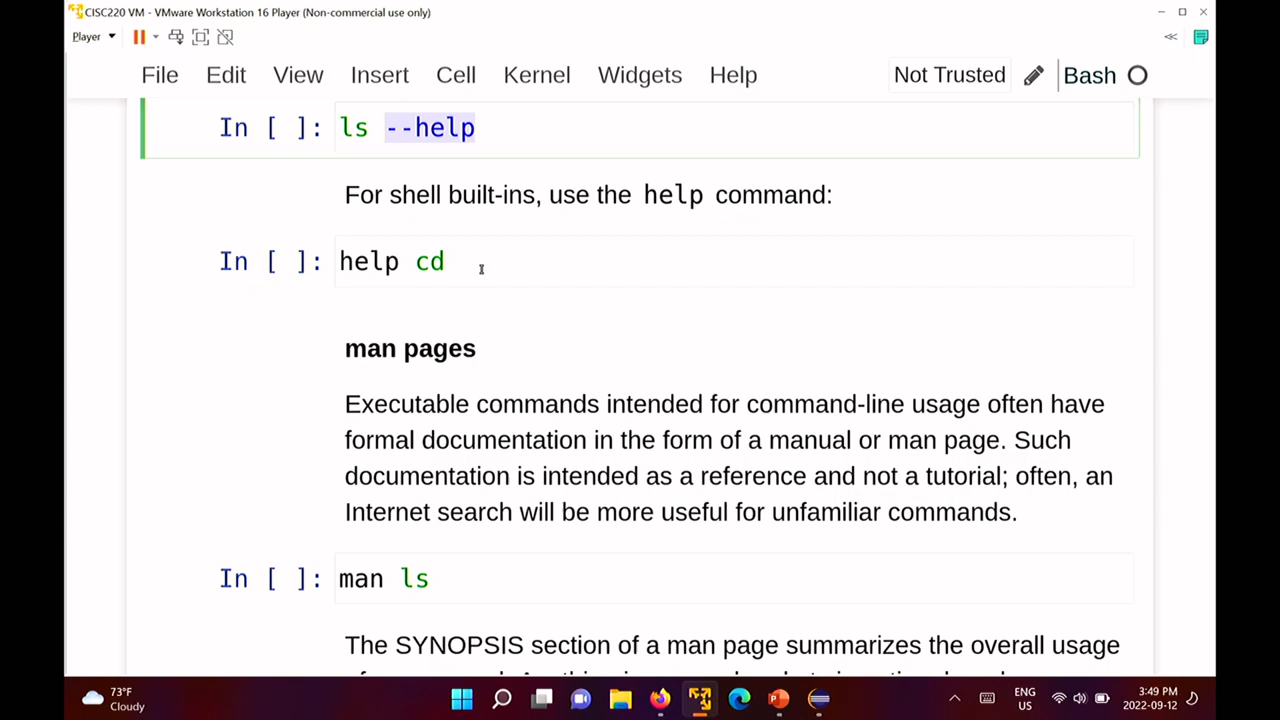 CISC220 VM - VMware Workstation 16 Player (Non-commercial use only)
Player
File Edit View Insert Cell Kernel Widgets Help Not Trusted Bash
In [ ]: ls --help
For shell built-ins, use the help command:
In [ ]: help cd
man pages
Executable commands intended for command-line usage often have
formal documentation in the form of a manual or man page. Such
documentation is intended as a reference and not a tutorial; often, an
Internet search will be more useful for unfamiliar commands.
In [ ]: man ls
The SYNOPSIS section of a man page summarizes the overall usage
73°F
Cloudy
ENG
US
3:49 PM
2022-09-12